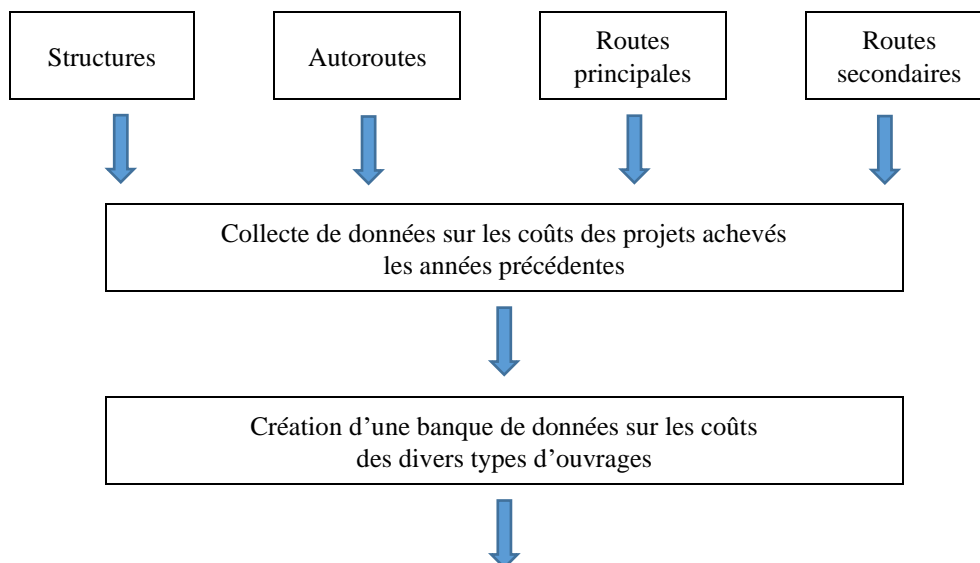 Structures
Autoroutes
Routes
principales
Routes
secondaires
Collecte de données sur les coûts des projets achevés
les années précédentes
Création d’une banque de données sur les coûts
des divers types d’ouvrages